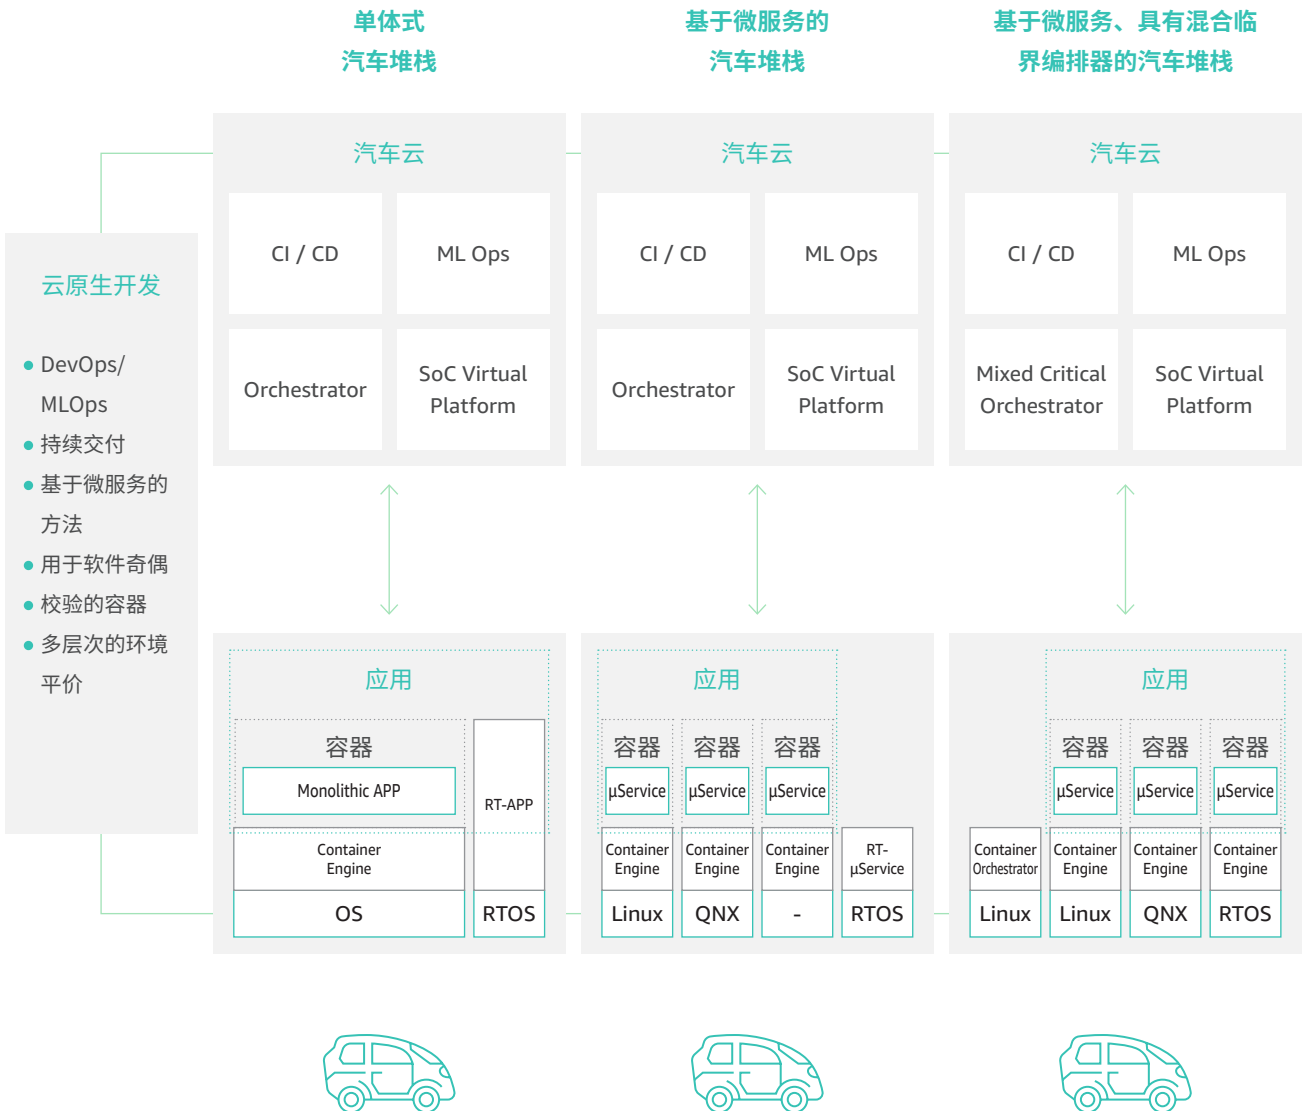 单体式
汽车堆栈
基于微服务的
汽车堆栈
基于微服务、具有混合临
界编排器的汽车堆栈
云原生开发
DevOps/
MLOps
持续交付
基于微服务的
方法
用于软件奇偶
校验的容器
多层次的环境
平价
汽车云
CI / CD
ML Ops
Orchestrator
SoC Virtual
Platform
汽车云
CI / CD
ML Ops
Orchestrator
SoC Virtual
Platform
汽车云
CI / CD
ML Ops
Mixed Critical
Orchestrator
SoC Virtual
Platform
应用
容器
Monolithic APP
RT-APP
Container
Engine
OS
RTOS
应用
容器
容器
容器
μService
μService
μService
Container
Engine
Container
Engine
Container
Engine
RT-
μService
Linux
QNX
-
RTOS
应用
容器
容器
容器
μService
μService
μService
Container
Orchestrator
Container
Engine
Container
Engine
Container
Engine
Linux
Linux
QNX
RTOS